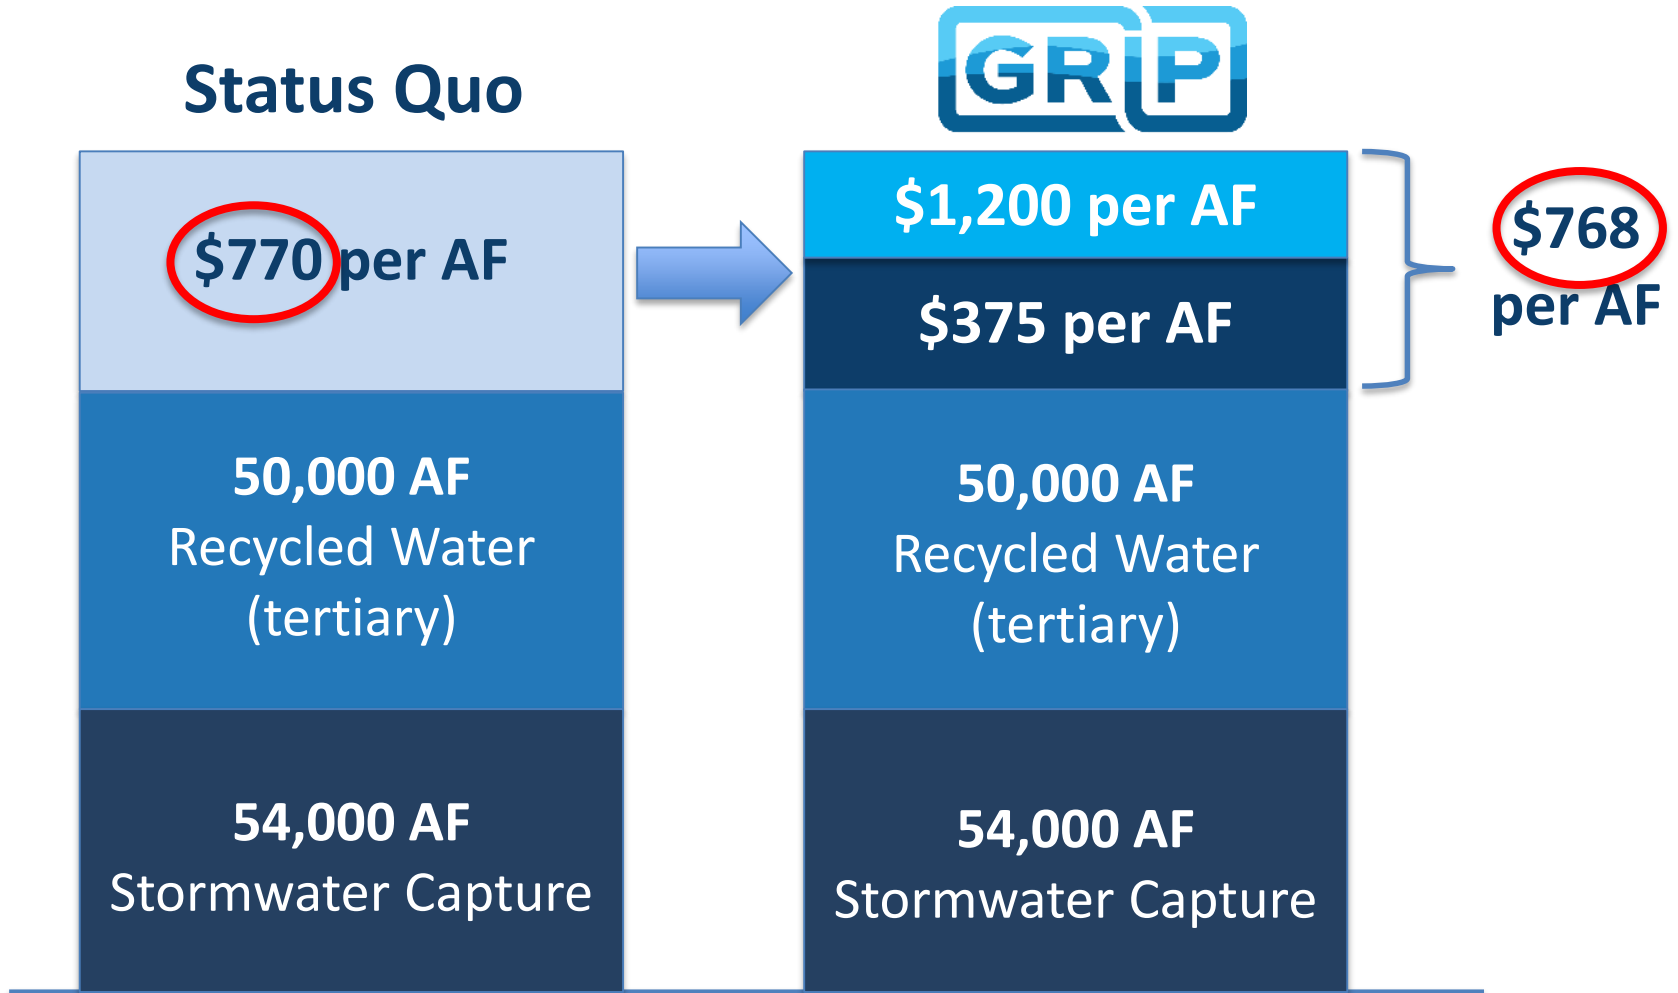 Status Quo
$770 per AF
50,000 AF
Recycled Water
(tertiary)
54,000 AF
Stormwater Capture
GRiP
$1,200 per AF
$375 per AF
50,000 AF
Recycled Water
(tertiary)
54,000 AF
Stormwater Capture
$768
per AF